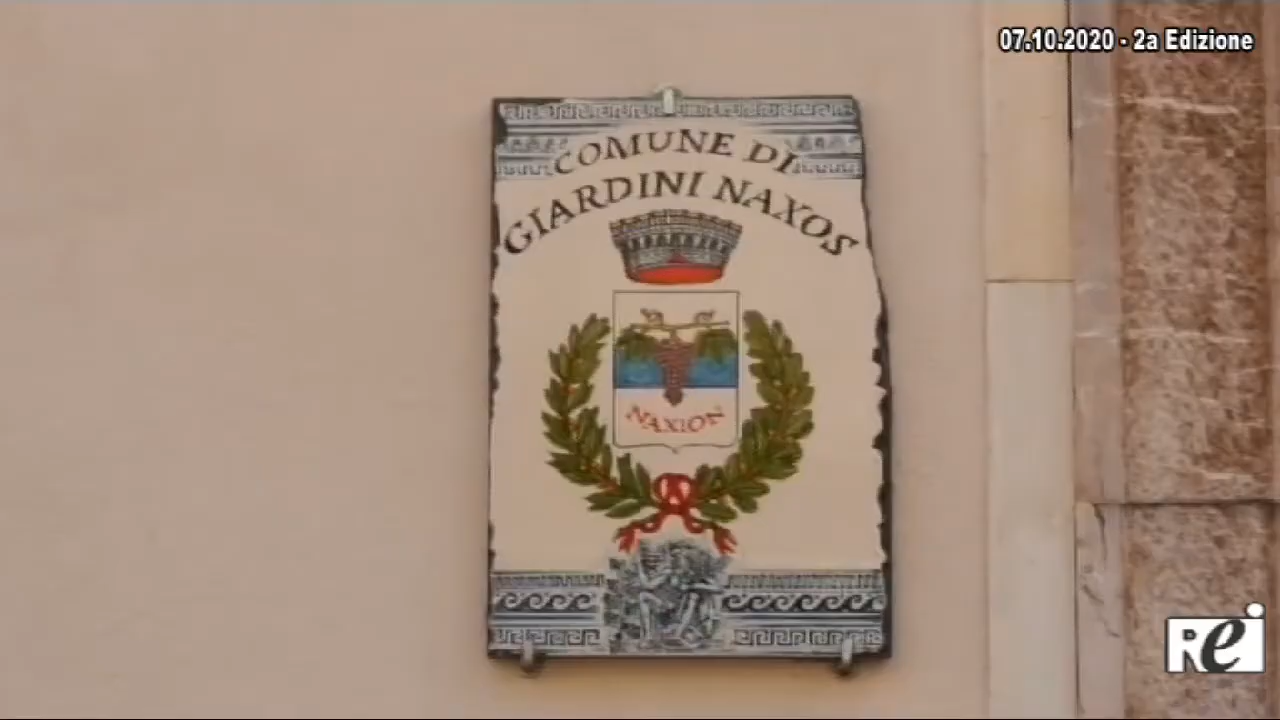 07.10.2020 - 2a Edizione
COMUNE DI
GIARDINI NAXOS
NAXION
Rei